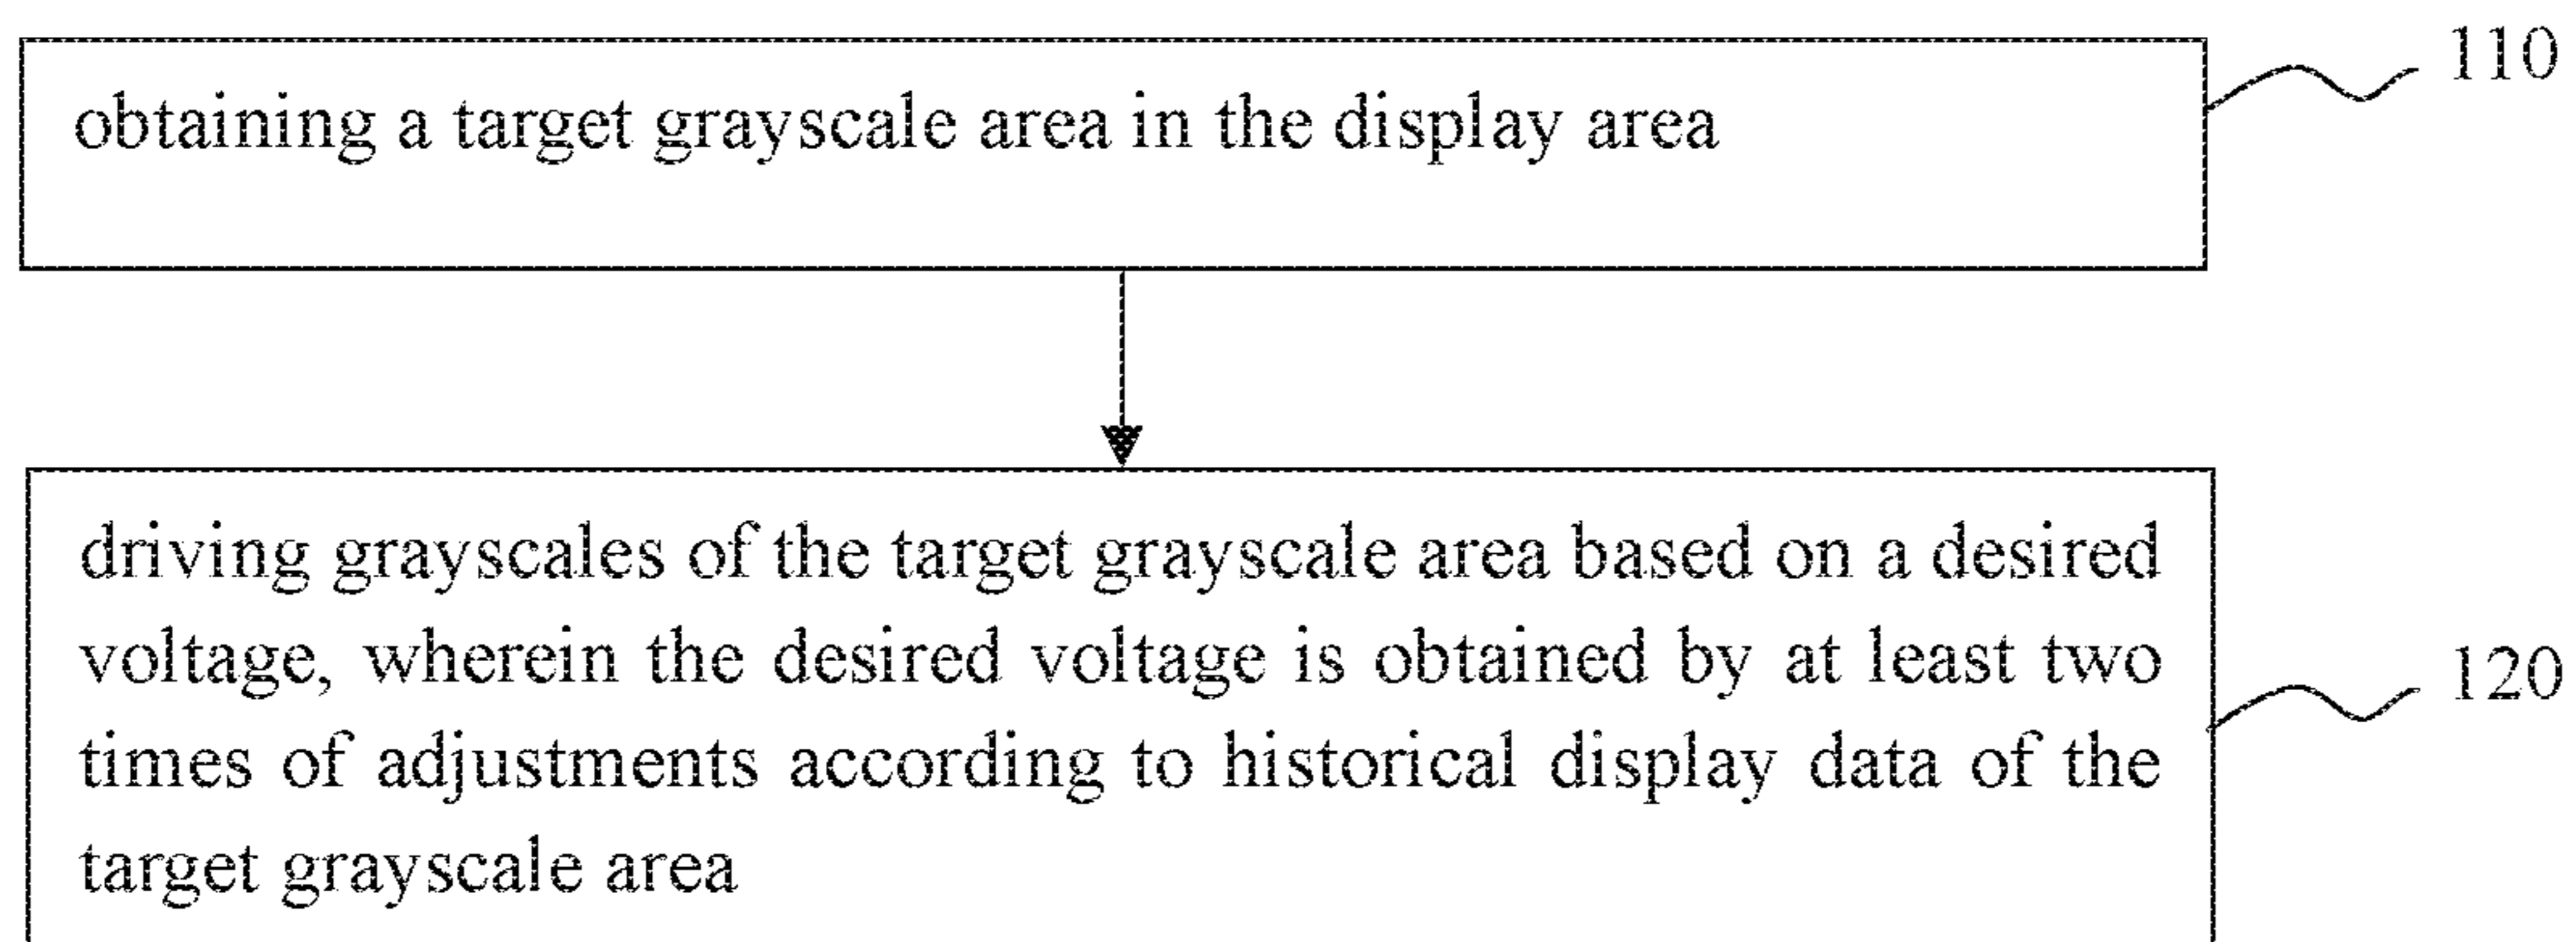 110
obtaining a target grayscale area in the display area
driving grayscales of the target grayscale area based on a desired
voltage, wherein the desired voltage is obtained by at least two
120
times of adjustments according to historical display data of the
target grayscale area